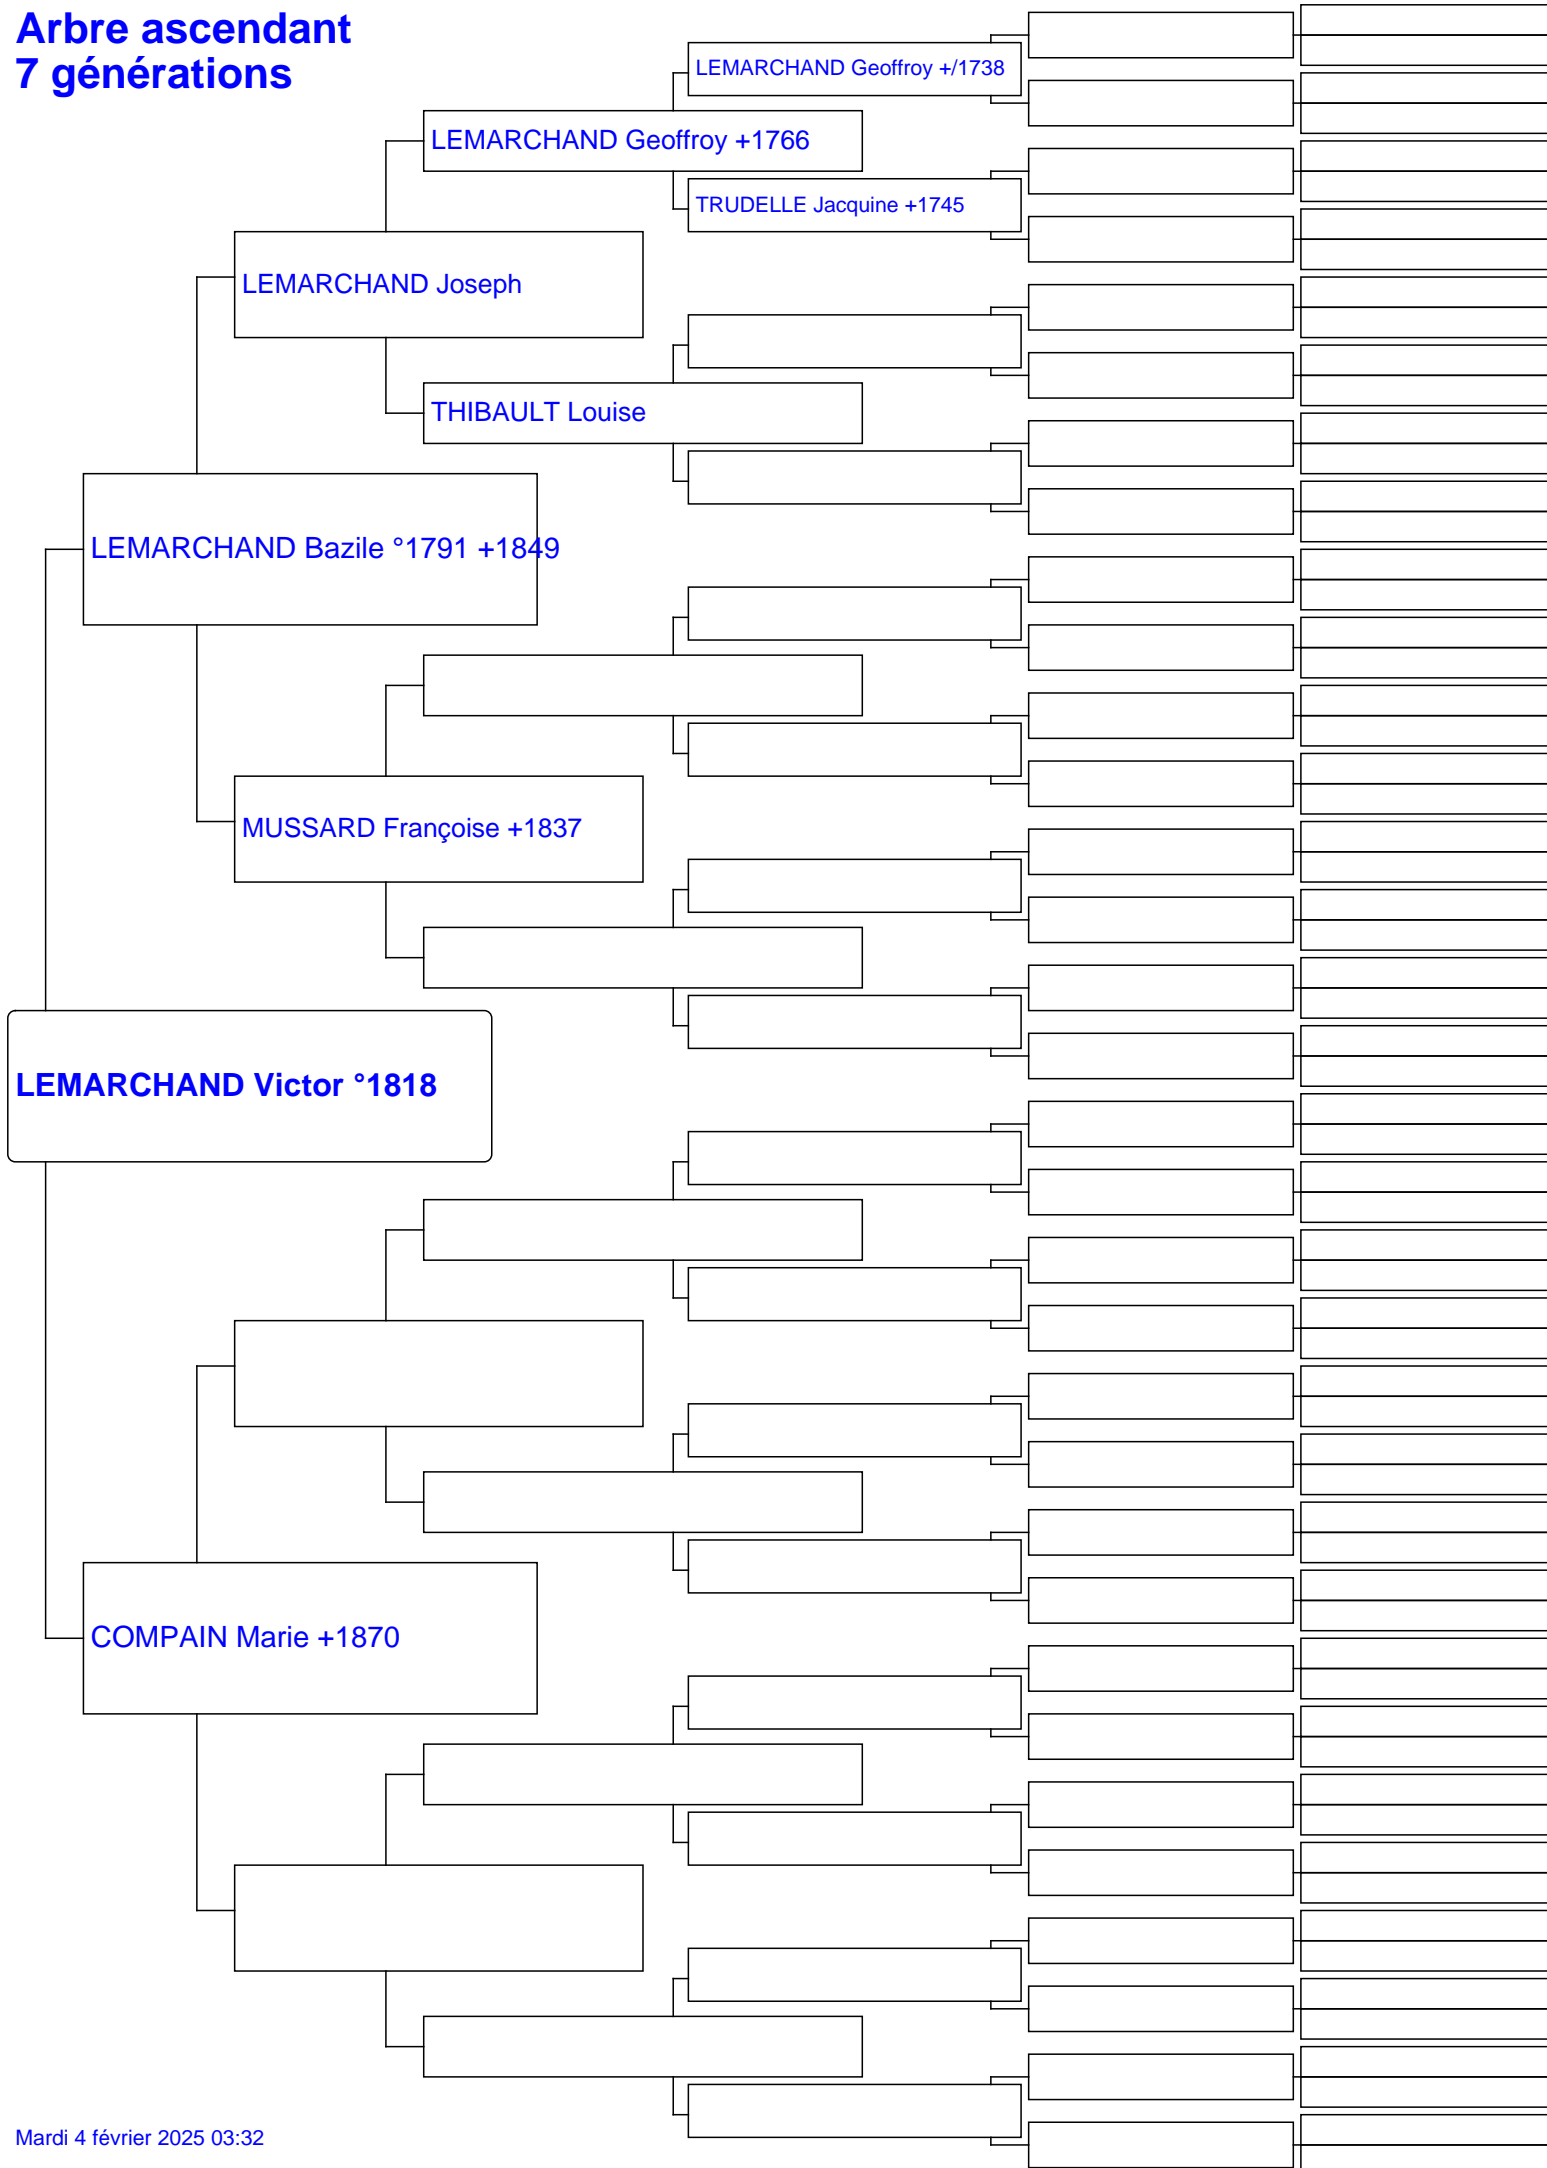 Arbre ascendant
7 générations
LEMARCHAND Geoffroy +/1738
LEMARCHAND Geoffroy +1766
TRUDELLE Jacquine +1745
LEMARCHAND Joseph
THIBAULT Louise
LEMARCHAND Bazile °1791 +1849
MUSSARD Françoise +1837
LEMARCHAND Victor °1818
COMPAIN Marie +1870
Mardi 4 février 2025 03:32